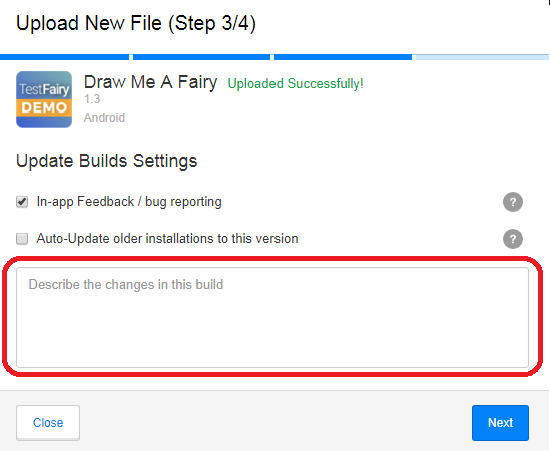 Upload New File (Step 3/4)
TestFairy
DEMO
Draw Me A Fairy Uploaded Successfully!
1.3
Android
Update Builds Settings
In-app Feedback / bug reporting ?
Auto-Update older installations to this version ?
Describe the changes in this build
Close Next